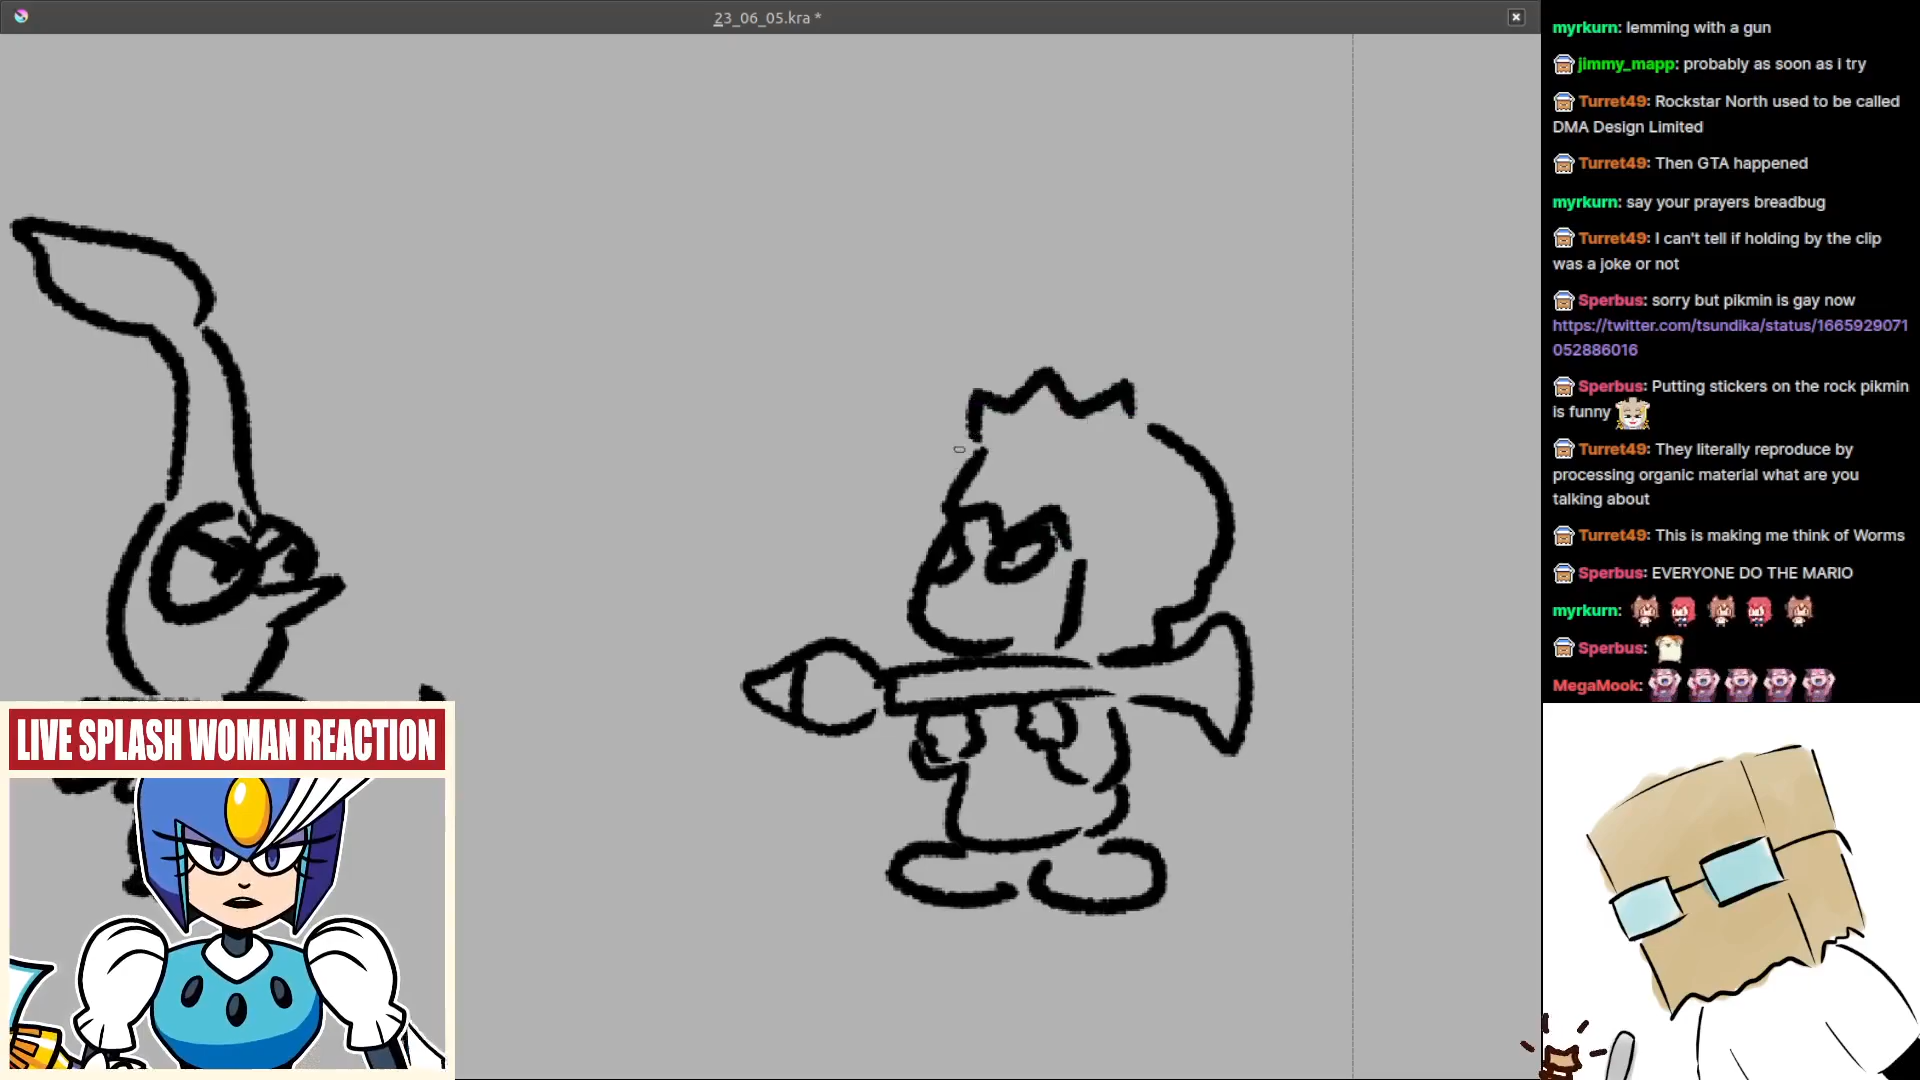 23_06_05.kra *
myrkurn: lemming with a gun
jimmy_mapp: probably as soon as i try
Turret49: Rockstar North used to be called
DMA Design Limited
Turret49: Then GTA happened
myrkurn: say your prayers breadbug
Turret49: I can't tell if holding by the clip
was a joke or not
Sperbus: sorry but pikmin is gay now
https://twitter.com/tsundika/status/1665929071
052886016
Sperbus: Putting stickers on the rock pikmin
is funny
Turret49: They literally reproduce by
processing organic material what are you
talking about
Turret49: This is making me think of Worms
Sperbus: EVERYONE DO THE MARIO
myrkurn:
Sperbus:
MegaMook:
LIVE SPLASH WOMAN REACTION